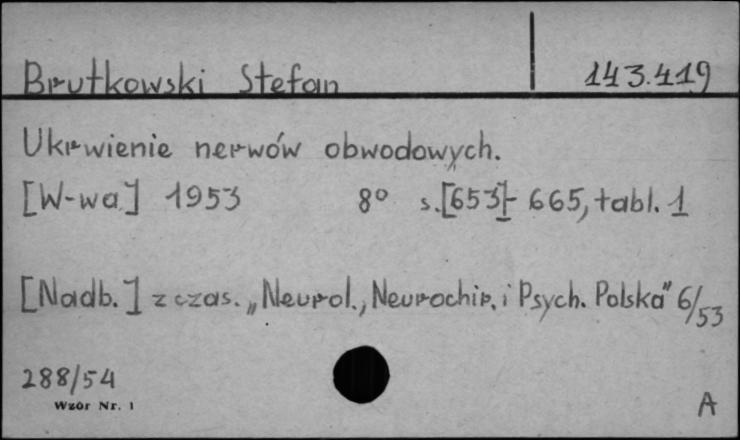 Brutkowski Stefan 143.419
Ukrwienie nerwów obwodowych.
[W-wa] 1953 8° s.[653]- 665, tabl. 1
[Nadb.] z czas. „Neurol., Neurochir. i Psych. Polska" 6/53
288/54
Wzór Nr. 1
A